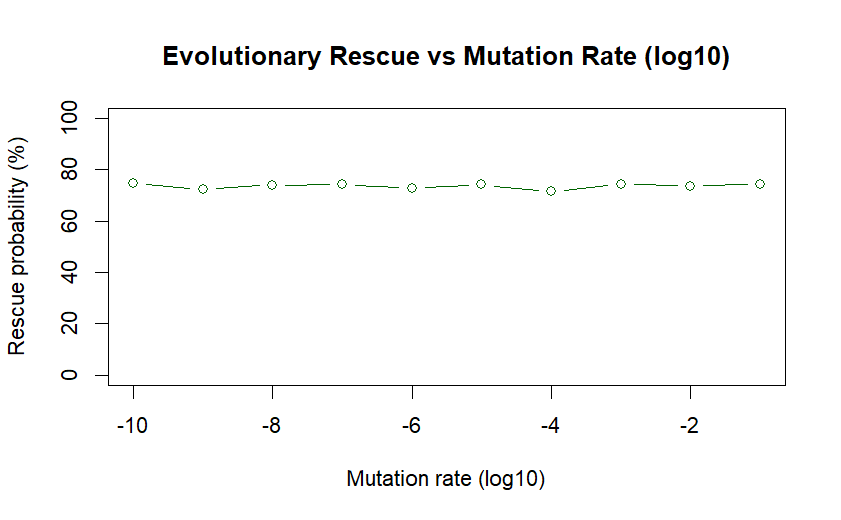 Evolutionary Rescue vs Mutation Rate (log10)
Rescue probability (%)
100
80
60
40
20
0
-10 -8 -6 -4 -2
Mutation rate (log10)